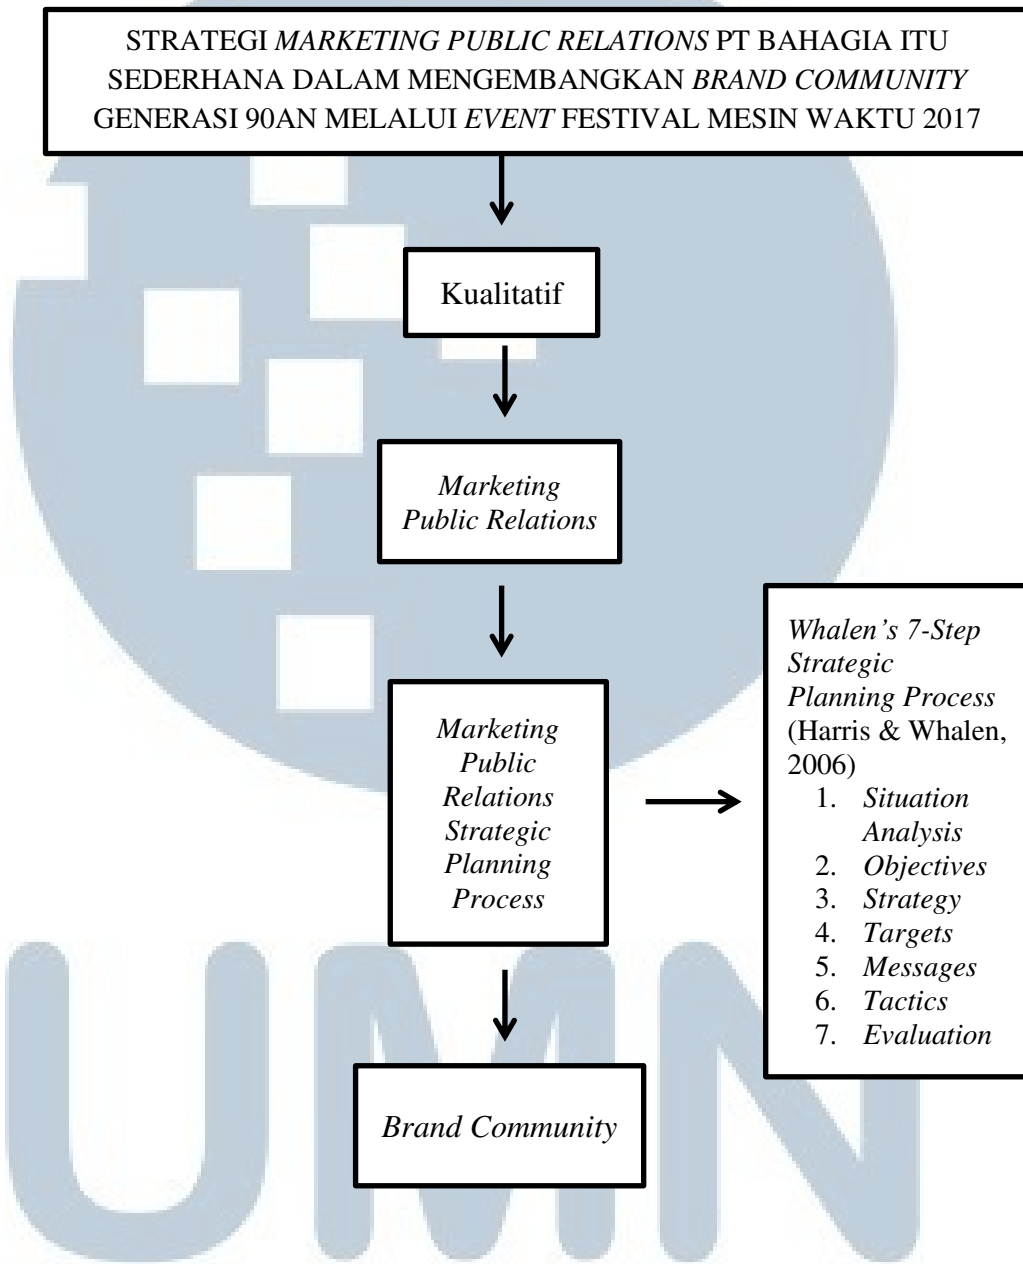 STRATEGI MARKETING PUBLIC RELATIONS PT BAHAGIA ITU
SEDERHANA DALAM MENGEMBANGKAN BRAND COMMUNITY
GENERASI 90AN MELALUI EVENT FESTIVAL MESIN WAKTU 2017
Kualitatif
Marketing
Public Relations
Marketing
Public
Relations
Strategic
Planning
Process
Whalen’s 7-Step
Strategic
Planning Process
(Harris & Whalen,
2006)
1. Situation
Analysis
2. Objectives
3. Strategy
4. Targets
5. Messages
6. Tactics
7. Evaluation
Brand Community
UMN